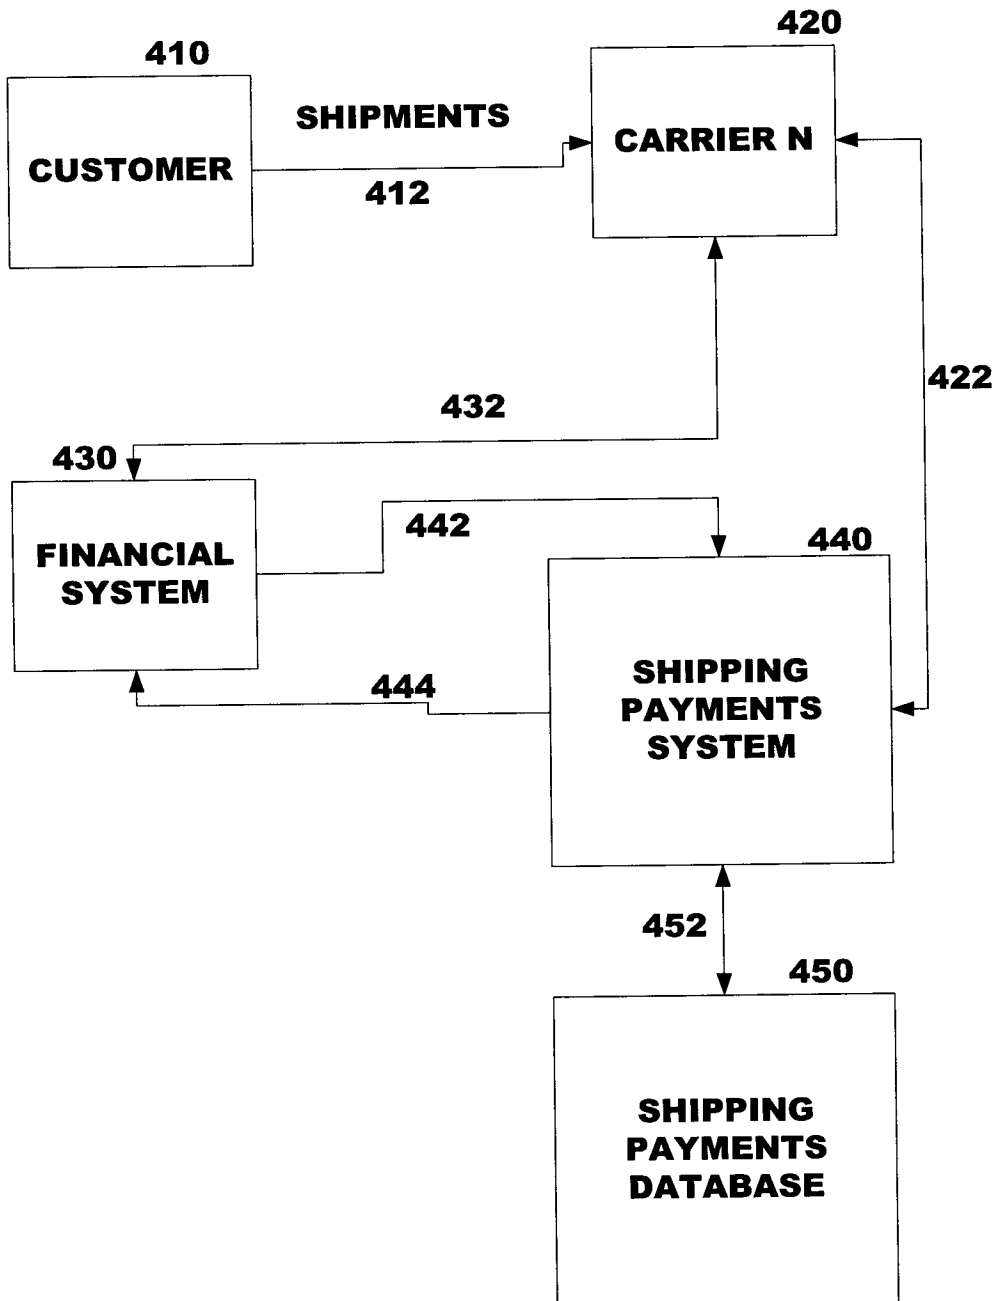 420
410
SHIPMENTS
CARRIER N
CUSTOMER
412
422
432
430
442
440
FINANCIAL
SYSTEM
SHIPPING
444
PAYMENTS
SYSTEM
452
450
SHIPPING
PAYMENTS
DATABASE